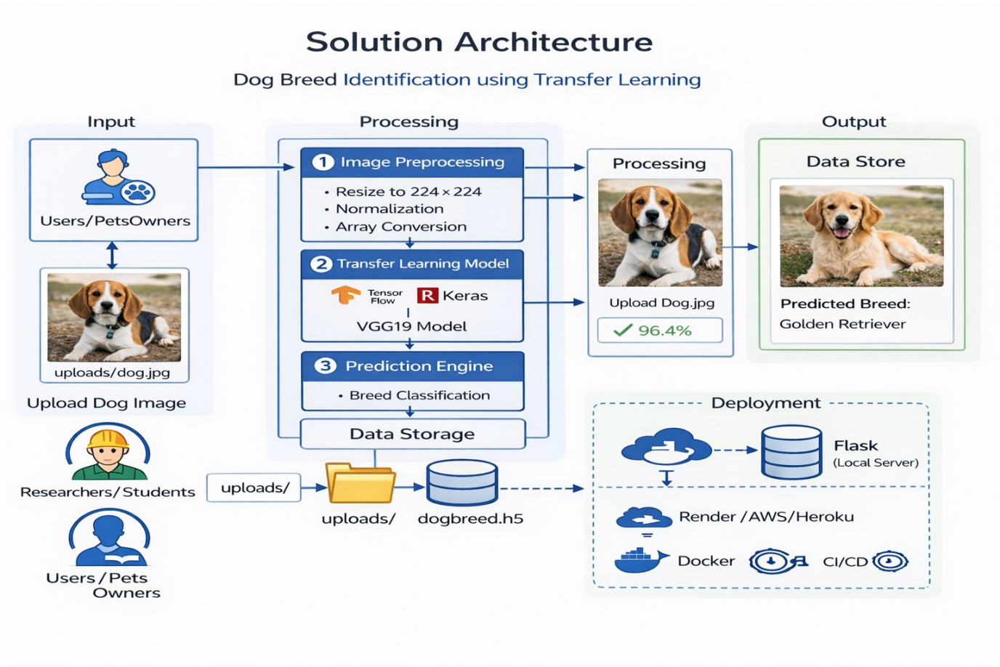 Solution Architecture
Dog Breed Identification using Transfer Learning
Input
Users/PetsOwners
uploads/dog.jpg
Upload Dog Image
Researchers/Students
Users/Pets
Owners
Processing
1 Image Preprocessing
• Resize to 224×224
• Normalization
• Array Conversion
2 Transfer Learning Model
Tensor
Flow
R Keras
VGG19 Model
3 Prediction Engine
• Breed Classification
Data Storage
uploads/
uploads/
dogbreed.h5
Processing
Upload Dog.jpg
96.4%
Output
Data Store
Predicted Breed:
Golden Retriever
Deployment
Flask
(Local Server)
Render /AWS/Heroku
Docker
CI/CD